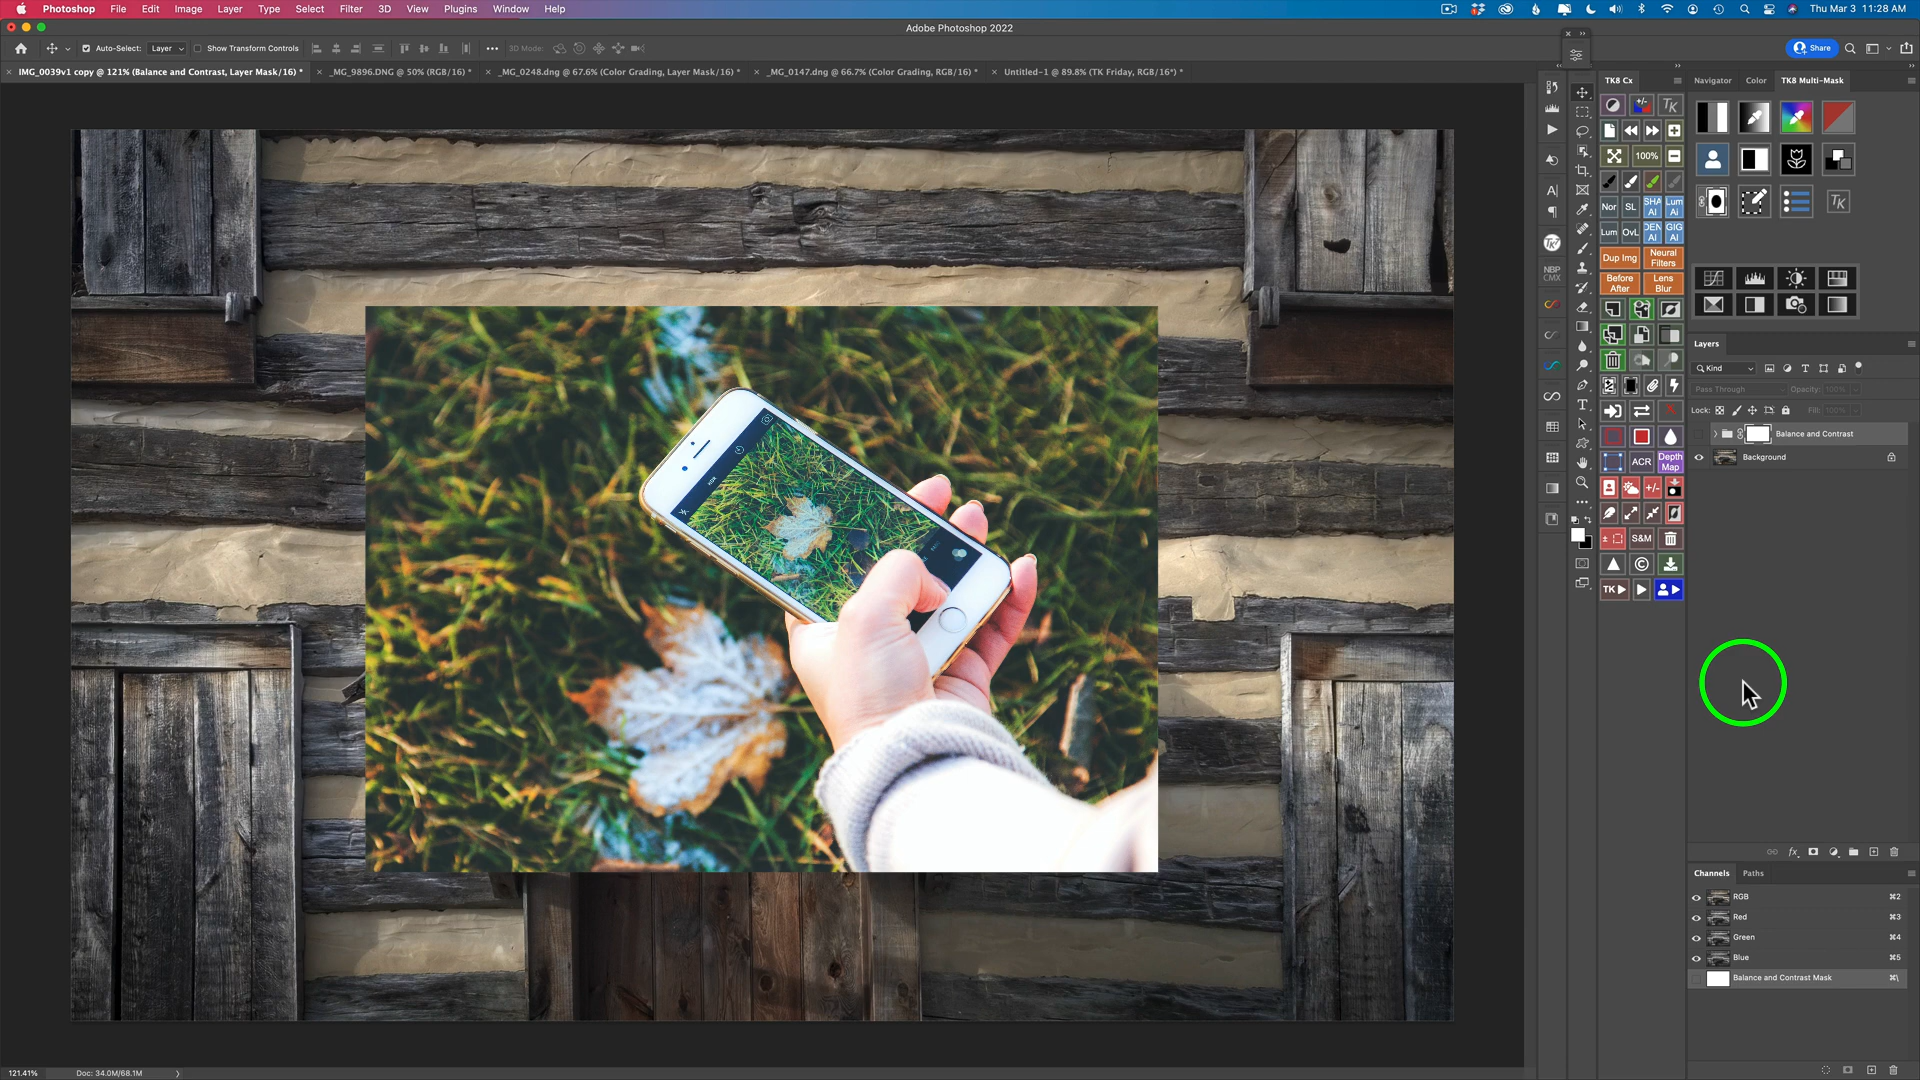 Photoshop File Edit Image Layer Type Select Filter 3D View Plugins Window Help Thu Mar 3 11:28 AM
Adobe Photoshop 2022
Auto-Select: Layer Show Transform Controls 3D Mode: Share
IMG_0039v1 copy @ 121% (Balance and Contrast, Layer Mask/16) * _MG_9896.DNG @ 50% (RGB/16) * _MG_0248.dng @ 67.6% (Color Grading, Layer Mask/16) * _MG_0147.dng @ 66.7% (Color Grading, RGB/16) * Untitled-1 @ 89.8% (TK Friday, RGB/16*) *
TK8 Cx Navigator Color TK8 Multi-Mask
TK
100%
Nor SL SHA AI Lum Ai
Lum OvL DEN AI GIG AI
Dup Img Neural Filters
Before After Lens Blur
NBP CMX
ACR Depth Map
+/-
S&M
TK
Layers
Kind
Pass Through Opacity: 100%
Lock: Fill: 100%
Balance and Contrast
Background
fx
Channels Paths
RGB ⌘2
Red ⌘3
Green ⌘4
Blue ⌘5
Balance and Contrast Mask ⌘\
121.41% Doc: 34.0M/68.1M